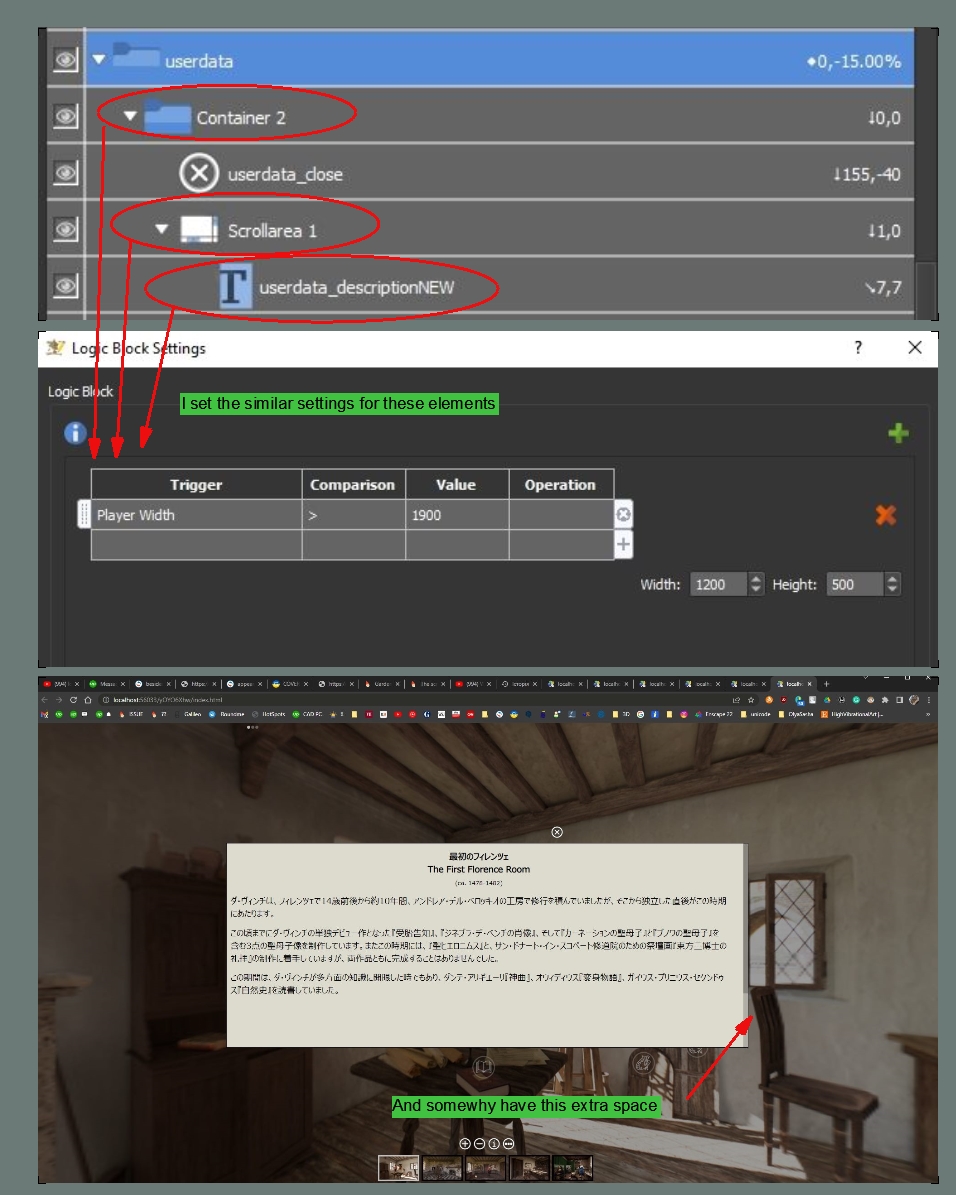 userdata
◆0,-15.00%
Container 2
↓0,0
userdata_close
↓155,-40
Scrollarea 1
↓1,0
T
userdata_descriptionNEW
↘7,7
Logic Block Settings
?
Logic Block
I set the similar settings for these elements
Trigger Comparison Value Operation
Player Width > 1900
Width: 1200 Height: 500
localhost:56033/yOYO6Xhw/index.html
ISSUE
Galileo
Roundme
HotSpots
CAD PC
3D
Enscape 22
unicode
OlyaSasha
HighVibrationalArt |...
最初のフィレンツェ
The First Florence Room
(ca. 1476-1482)
ダ・ヴィンチは、フィレンツェで14歳前後から約10年間、アンドレア・デル・ベロッキオの工房で修行を積んでいましたが、そこから独立した直後がこの時期
にあたります。
この頃までにダ・ヴィンチの単独デビュー作となった『受胎告知』、『ジネブラ・デ・ベンチの肖像』、そして『カーネーションの聖母子』と『ブノワの聖母子』を
含む3点の聖母子像を制作しています。またこの時期には、『聖ヒエロニムス』と、サン・ドナート・イン・スコペート修道院のための祭壇画『東方三博士の
礼拝』の制作に着手していますが、両作品ともに完成することはありませんでした。
この期間は、ダ・ヴィンチが多方面の知識に開眼した時でもあり、ダンテ・アリギエーリ『神曲』、オウィディウス『変身物語』、ガイウス・プリニウス・セクンドゥ
ス『自然史』を読書していました。
And somewhy have this extra space